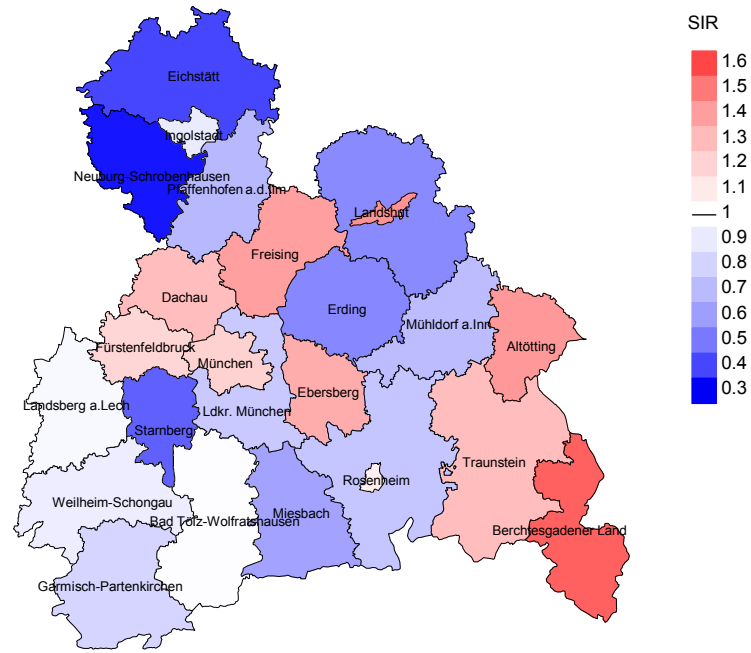 SIR
1.6
1.5
1.4
1.3
1.2
1.1
1
0.9
0.8
0.7
0.6
0.5
0.4
0.3
Eichstätt
Ingolstadt
Neuburg-Schrobenhausen
Pfaffenhofen a.d.Ilm
Landshut
Freising
Dachau
Erding
Mühldorf a.Inn
Altötting
Fürstenfeldbruck
München
Ebersberg
Landsberg a.Lech
Ldkr. München
Starnberg
Traunstein
Rosenheim
Weilheim-Schongau
Miesbach
Bad Tölz-Wolfratshausen
Berchtesgadener Land
Garmisch-Partenkirchen